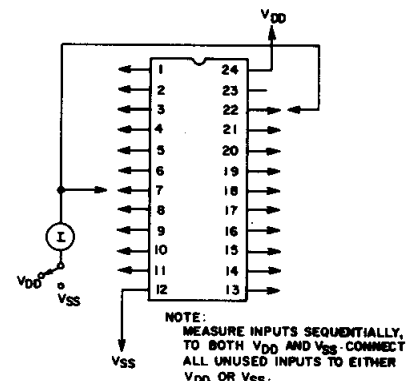 VDD
1 24
2 23
3 22
4 21
5 20
6 19
7 18
8 17
9 16
10 15
11 14
12 13
I
VDD
VSS
VSS
NOTE:
MEASURE INPUTS SEQUENTIALLY,
TO BOTH VDD AND VSS. CONNECT
ALL UNUSED INPUTS TO EITHER
VDD OR VSS.